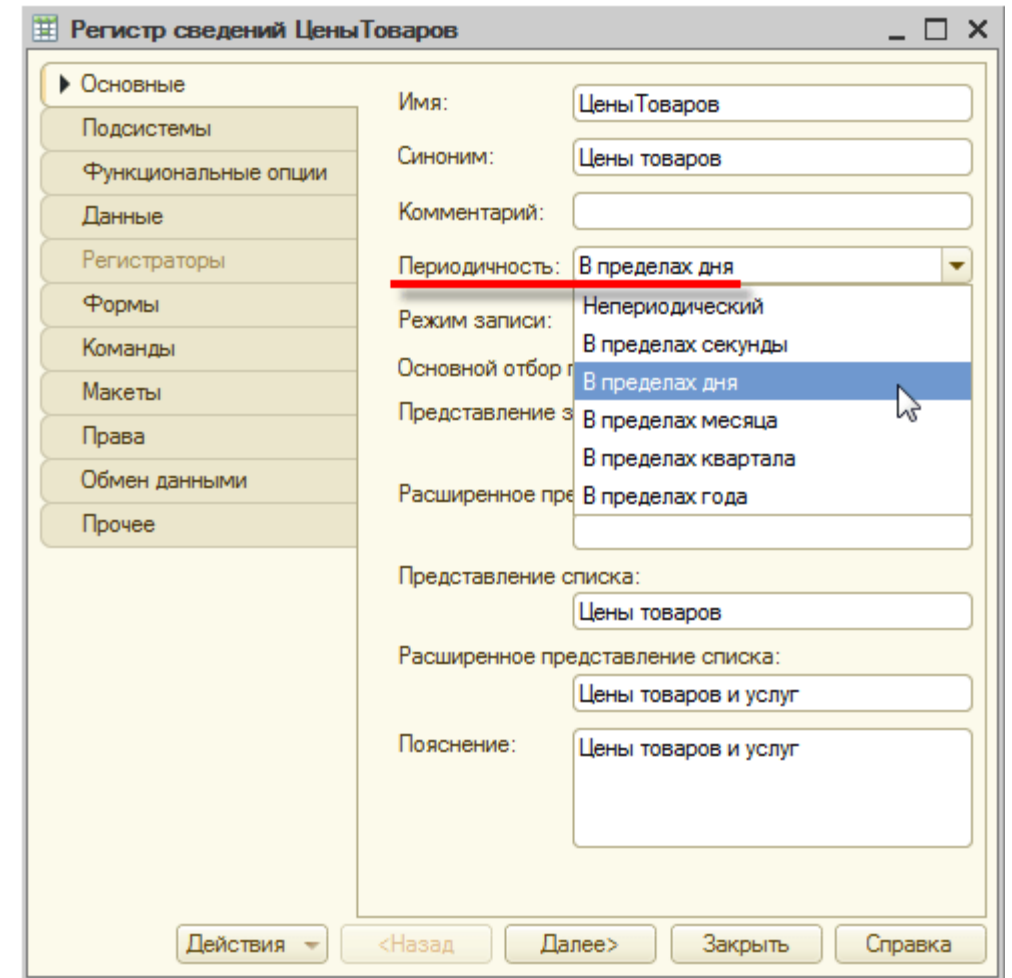 Регистр сведений ЦеныТоваров
Основные
Подсистемы
Функциональные опции
Данные
Регистраторы
Формы
Команды
Макеты
Права
Обмен данными
Прочее
Имя: ЦеныТоваров
Синоним: Цены товаров
Комментарий:
Периодичность: В пределах дня
Непериодический
В пределах секунды
В пределах дня
В пределах месяца
В пределах квартала
В пределах года
Режим записи:
Основной отбор
Представление
Расширенное
Представление списка:
Цены товаров
Расширенное представление списка:
Цены товаров и услуг
Пояснение: Цены товаров и услуг
Действия <Назад Далее> Закрыть Справка